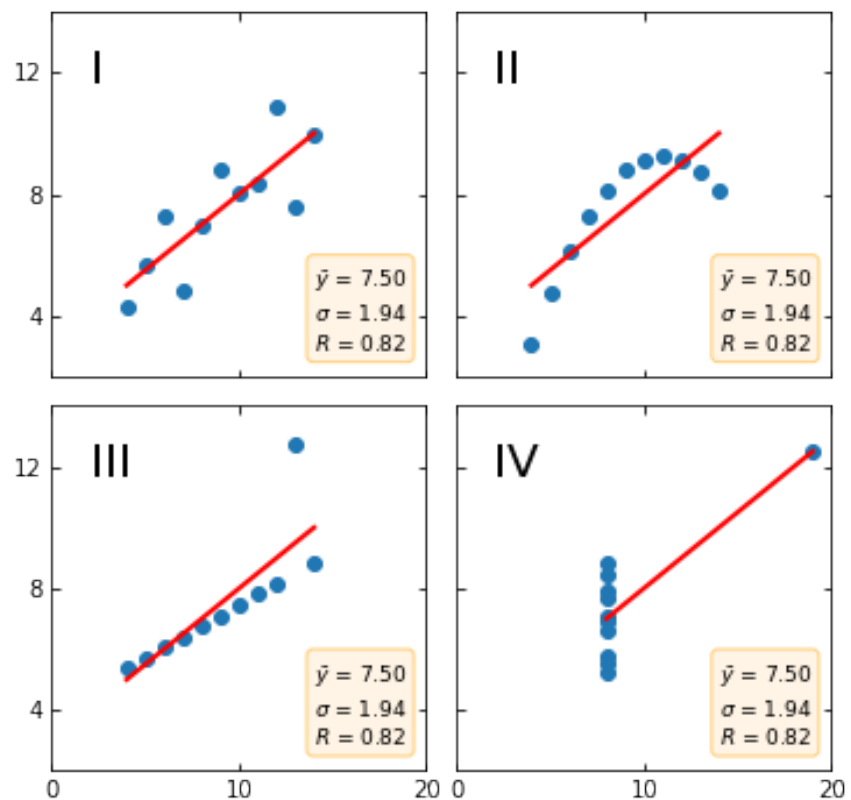 I
II
12
8
4
ȳ = 7.50
σ = 1.94
R = 0.82
ȳ = 7.50
σ = 1.94
R = 0.82
III
IV
12
8
4
ȳ = 7.50
σ = 1.94
R = 0.82
ȳ = 7.50
σ = 1.94
R = 0.82
0 10 20 0 10 20